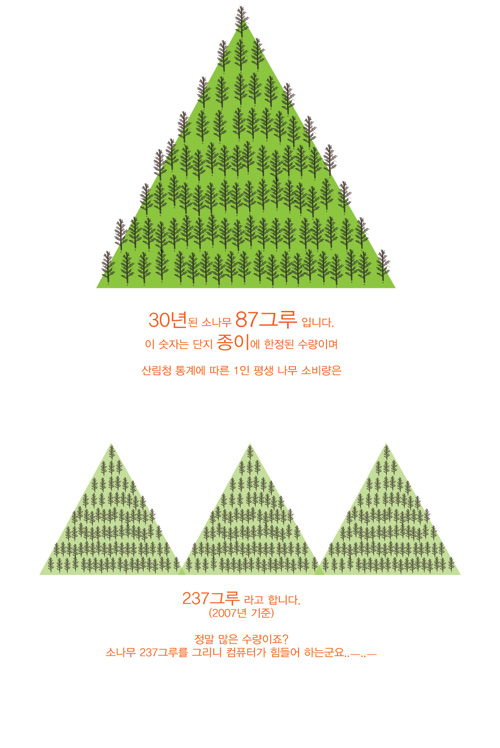 30년된 소나무 87그루 입니다.
이 숫자는 단지 종이에 한정된 수량이며
산림청 통계에 따른 1인 평생 나무 소비량은
237그루 라고 합니다.
(2007년 기준)
정말 많은 수량이죠?
소나무 237그루를 그리니 컴퓨터가 힘들어 하는군요..ㅡ..ㅡ